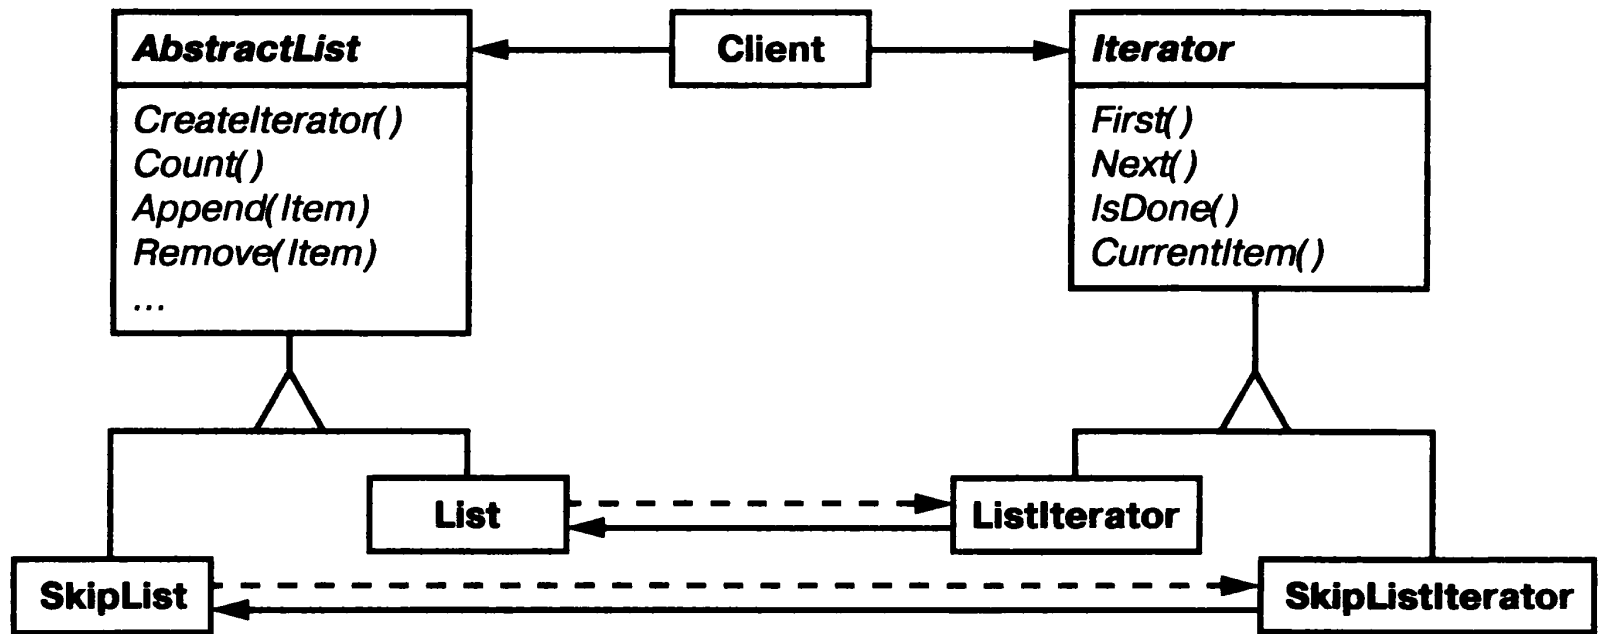 AbstractList
CreateIterator()
Count()
Append(Item)
Remove(Item)
...
Client
Iterator
First()
Next()
IsDone()
CurrentItem()
List
ListIterator
SkipList
SkipListIterator